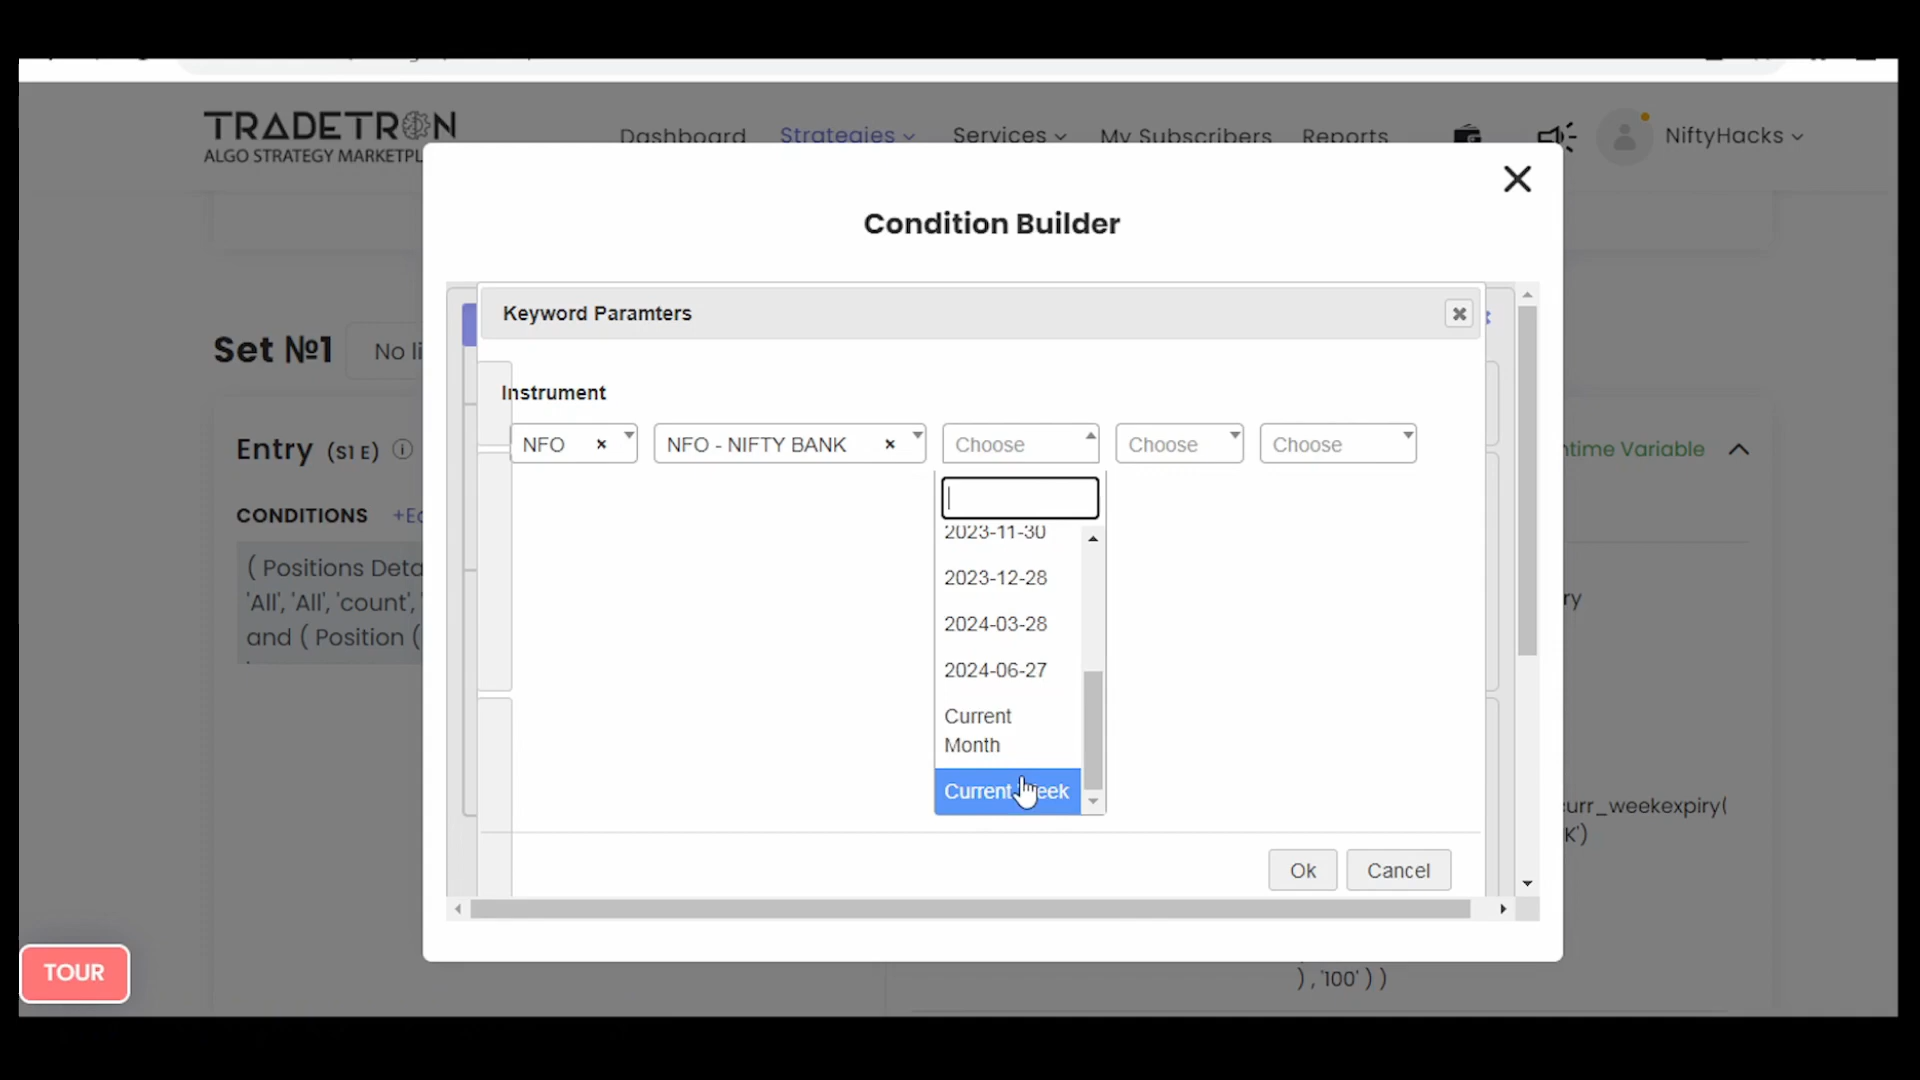 TRADETRON
ALGO STRATEGY MARKETPL
Dashboard
Strategies
Services
My Subscribers
Reports
NiftyHacks
Condition Builder
Keyword Paramters
Instrument
NFO
NFO - NIFTY BANK
Choose
Choose
Choose
2023-11-30
2023-12-28
2024-03-28
2024-06-27
Current
Month
Current Week
Ok
Cancel
Set №1
No li
Entry (S1 E)
CONDITIONS +Ed
( Positions Deta
'All', 'All', 'count', '
and ( Position (
ntime Variable
ry
urr_weekexpiry(
K')
) , '100' ) )
TOUR